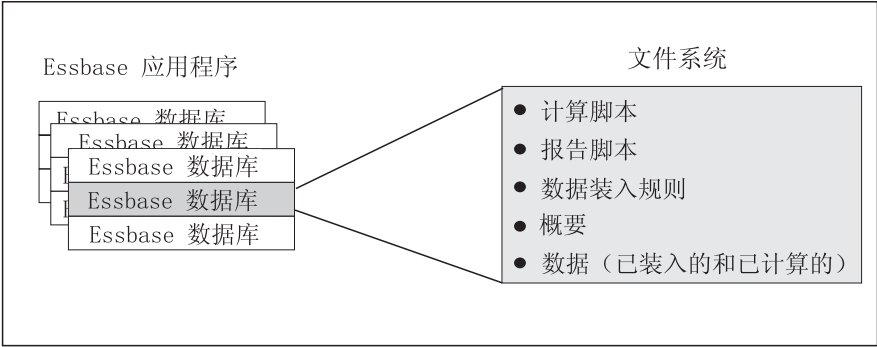 Essbase 应用程序
文件系统
Essbase 数据库
Essbase 数据库
Essbase 数据库
Essbase 数据库
Essbase 数据库
● 计算脚本
● 报告脚本
● 数据装入规则
● 概要
● 数据（已装入的和已计算的）